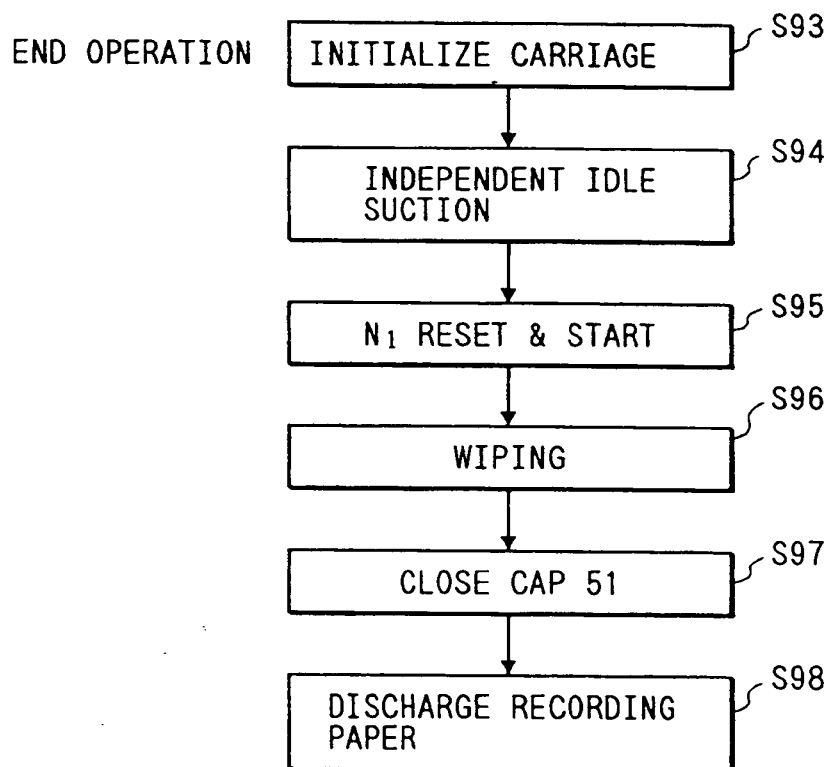 S93
END OPERATION INITIALIZE CARRIAGE
S94
INDEPENDENT IDLE
SUCTION
S95
N₁ RESET & START
S96
WIPING
S97
CLOSE CAP 51
S98
DISCHARGE RECORDING
PAPER